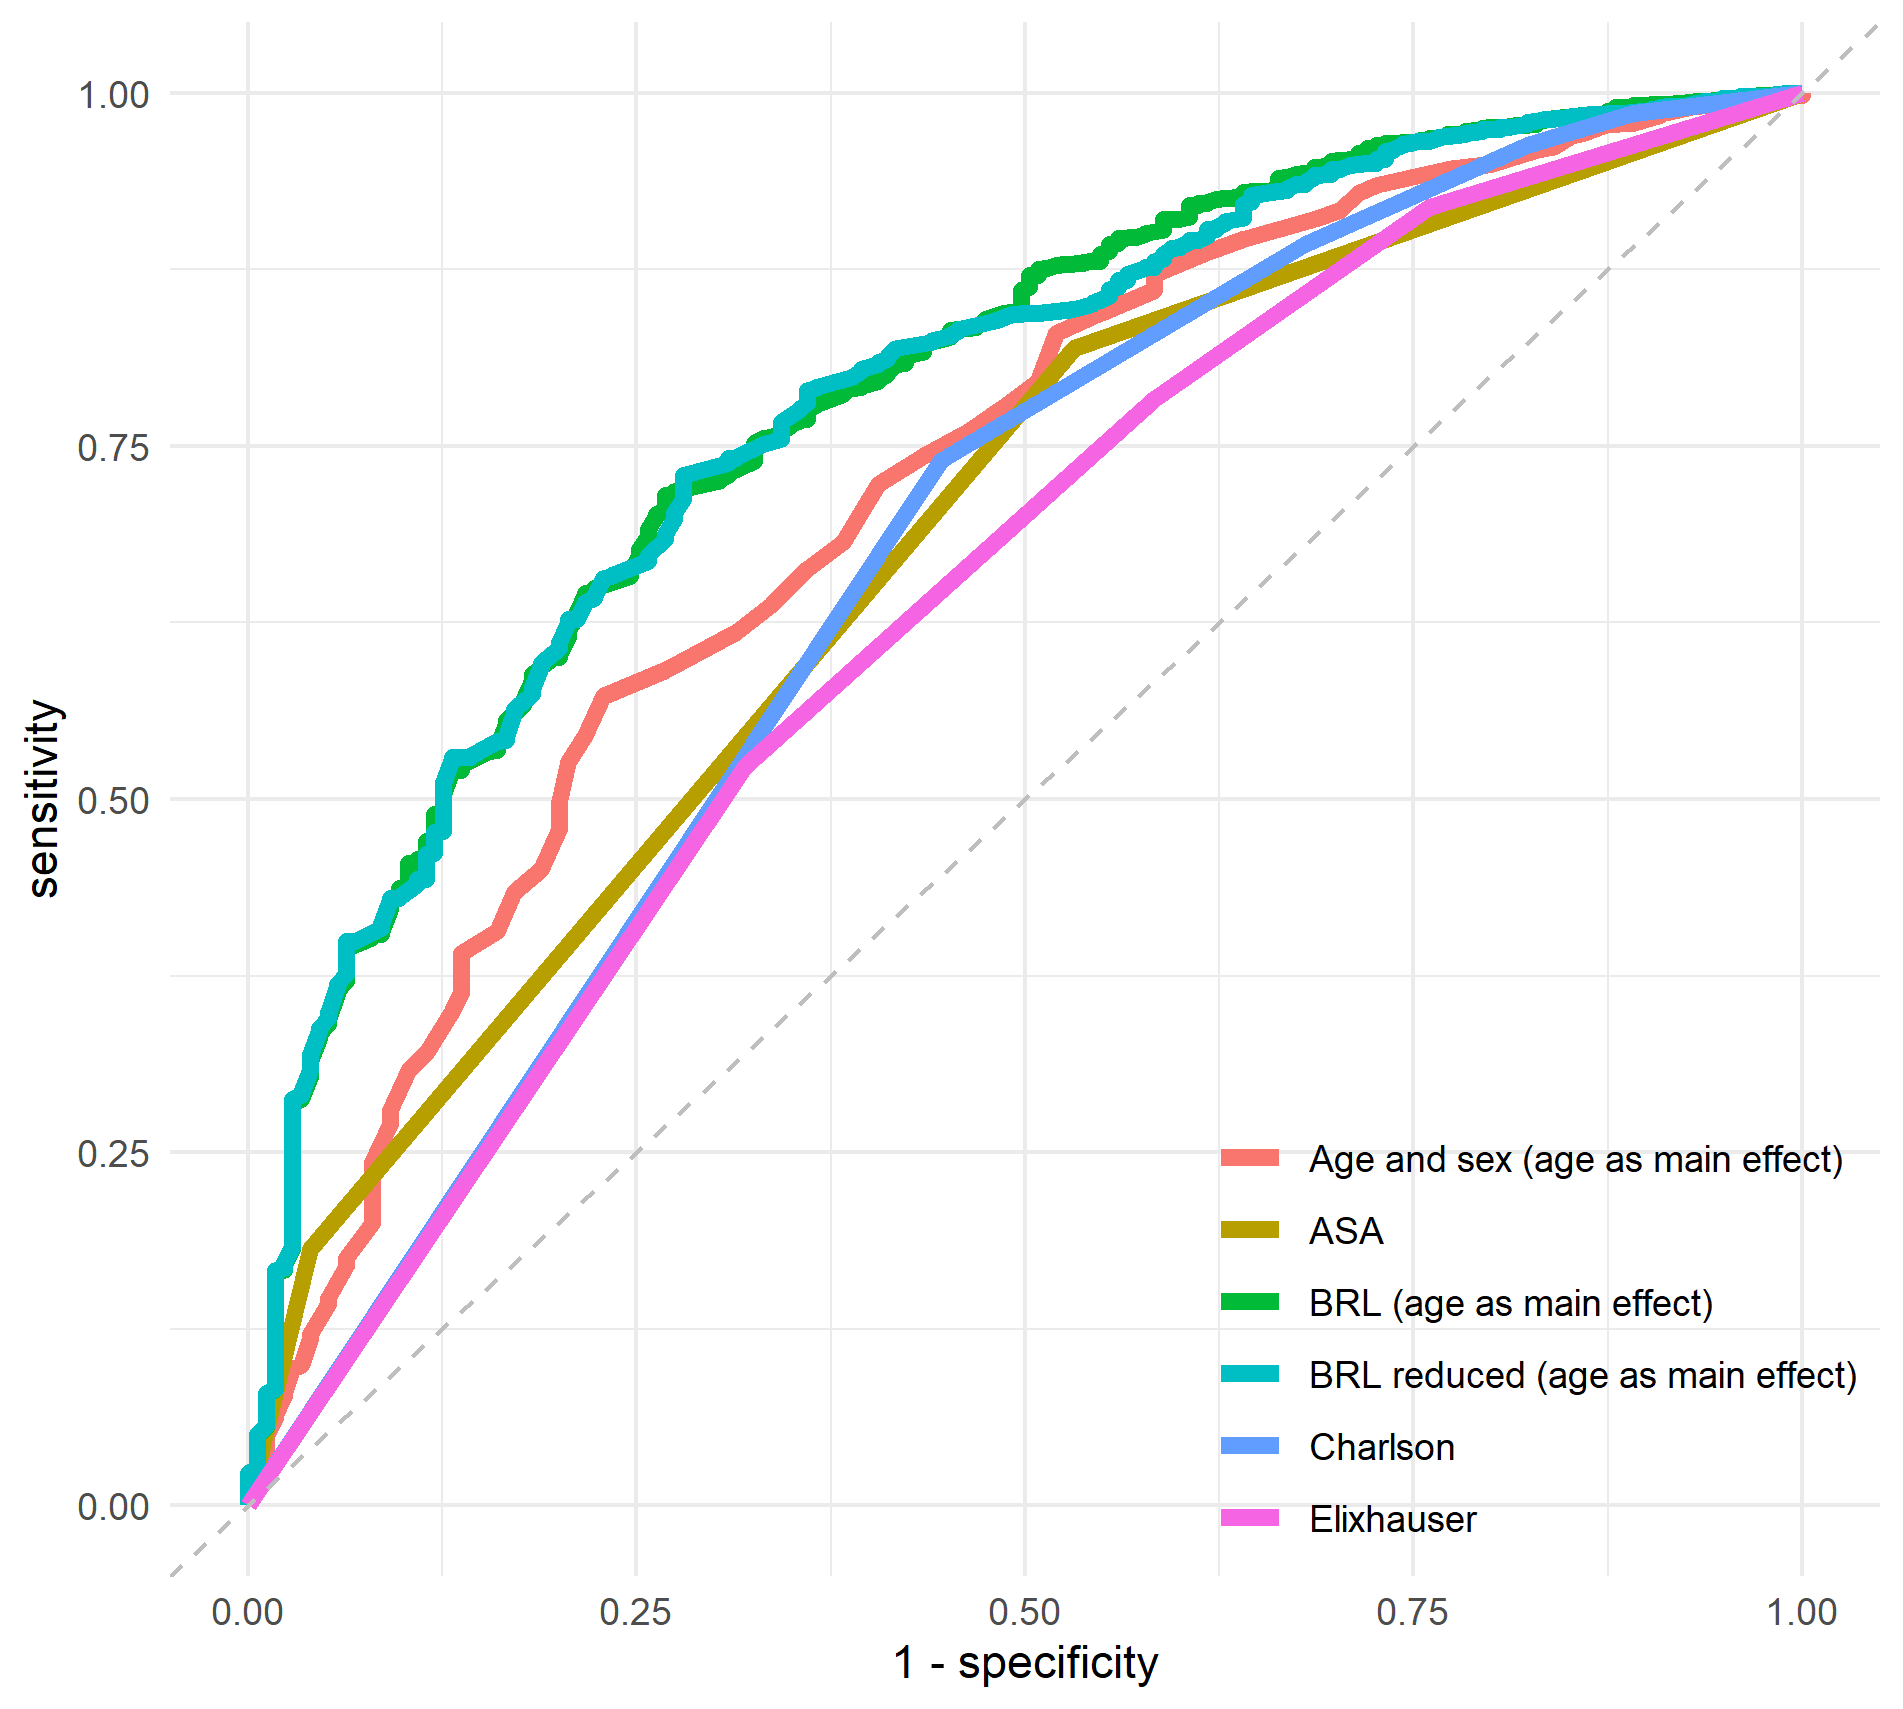 1.00
0.75
0.50
0.25
0.00
sensitivity
Age and sex (age as main effect)
ASA
BRL (age as main effect)
BRL reduced (age as main effect)
Charlson
Elixhauser
0.00 0.25 0.50 0.75 1.00
1 - specificity